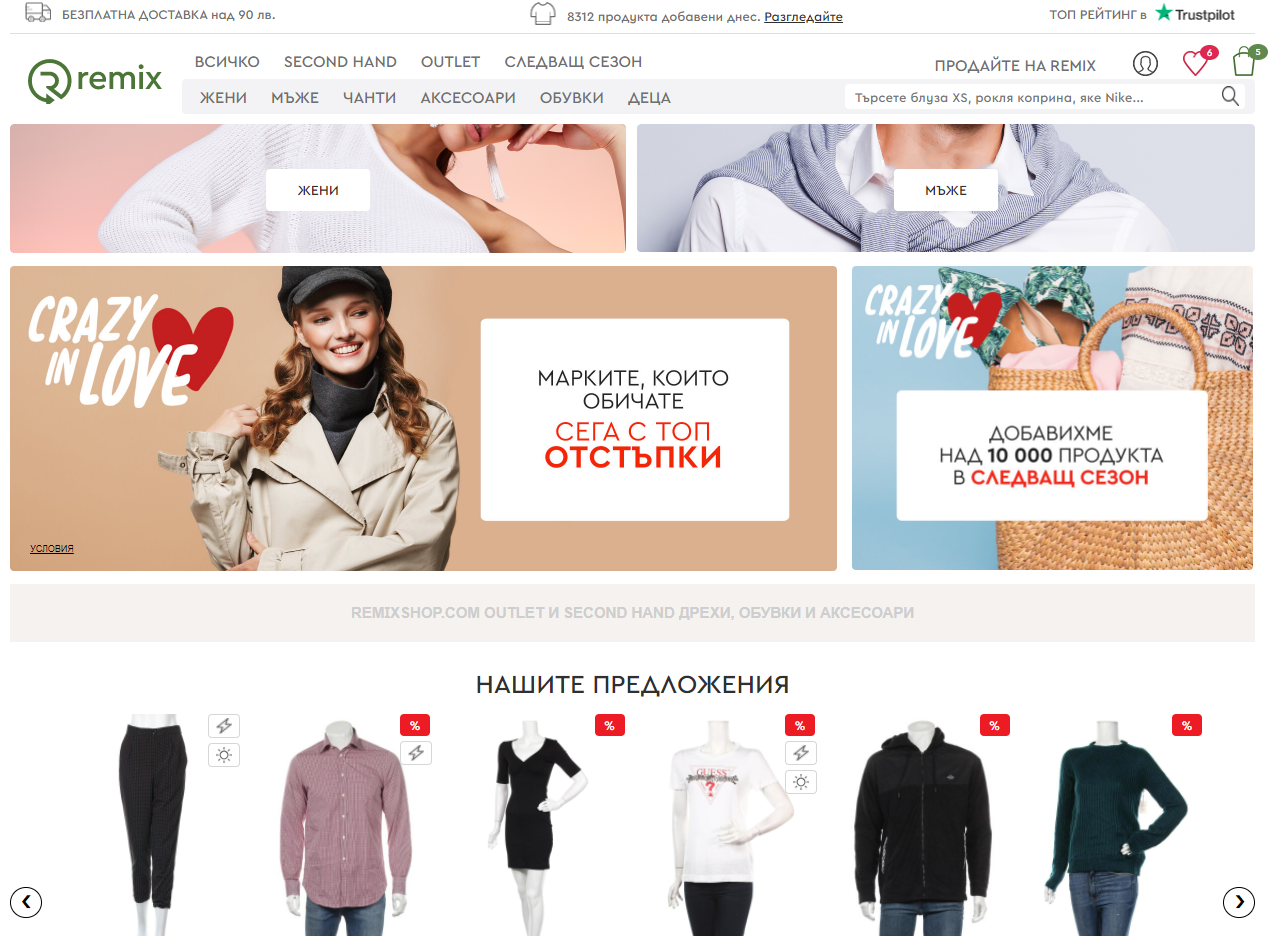 БЕЗПЛАТНА ДОСТАВКА над 90 лв.
8312 продукта добавени днес. Разгледайте
ТОП РЕЙТИНГ в Trustpilot
remix
ВСИЧКО SECOND HAND OUTLET СЛЕДВАЩ СЕЗОН
ПРОДАЙТЕ НА REMIX
6
5
ЖЕНИ МЪЖЕ ЧАНТИ АКСЕСОАРИ ОБУВКИ ДЕЦА
Търсете блуза XS, рокля коприна, яке Nike...
ЖЕНИ
МЪЖЕ
CRAZY
IN LOVE
МАРКИТЕ, КОИТО
ОБИЧАТЕ
СЕГА С ТОП
ОТСТЪПКИ
УСЛОВИЯ
CRAZY
IN LOVE
ДОБАВИХМЕ
НАД 10 000 ПРОДУКТА
В СЛЕДВАЩ СЕЗОН
REMIXSHOP.COM OUTLET И SECOND HAND ДРЕХИ, ОБУВКИ И АКСЕСОАРИ
НАШИТЕ ПРЕДЛОЖЕНИЯ
% % % % %
GUESS
?